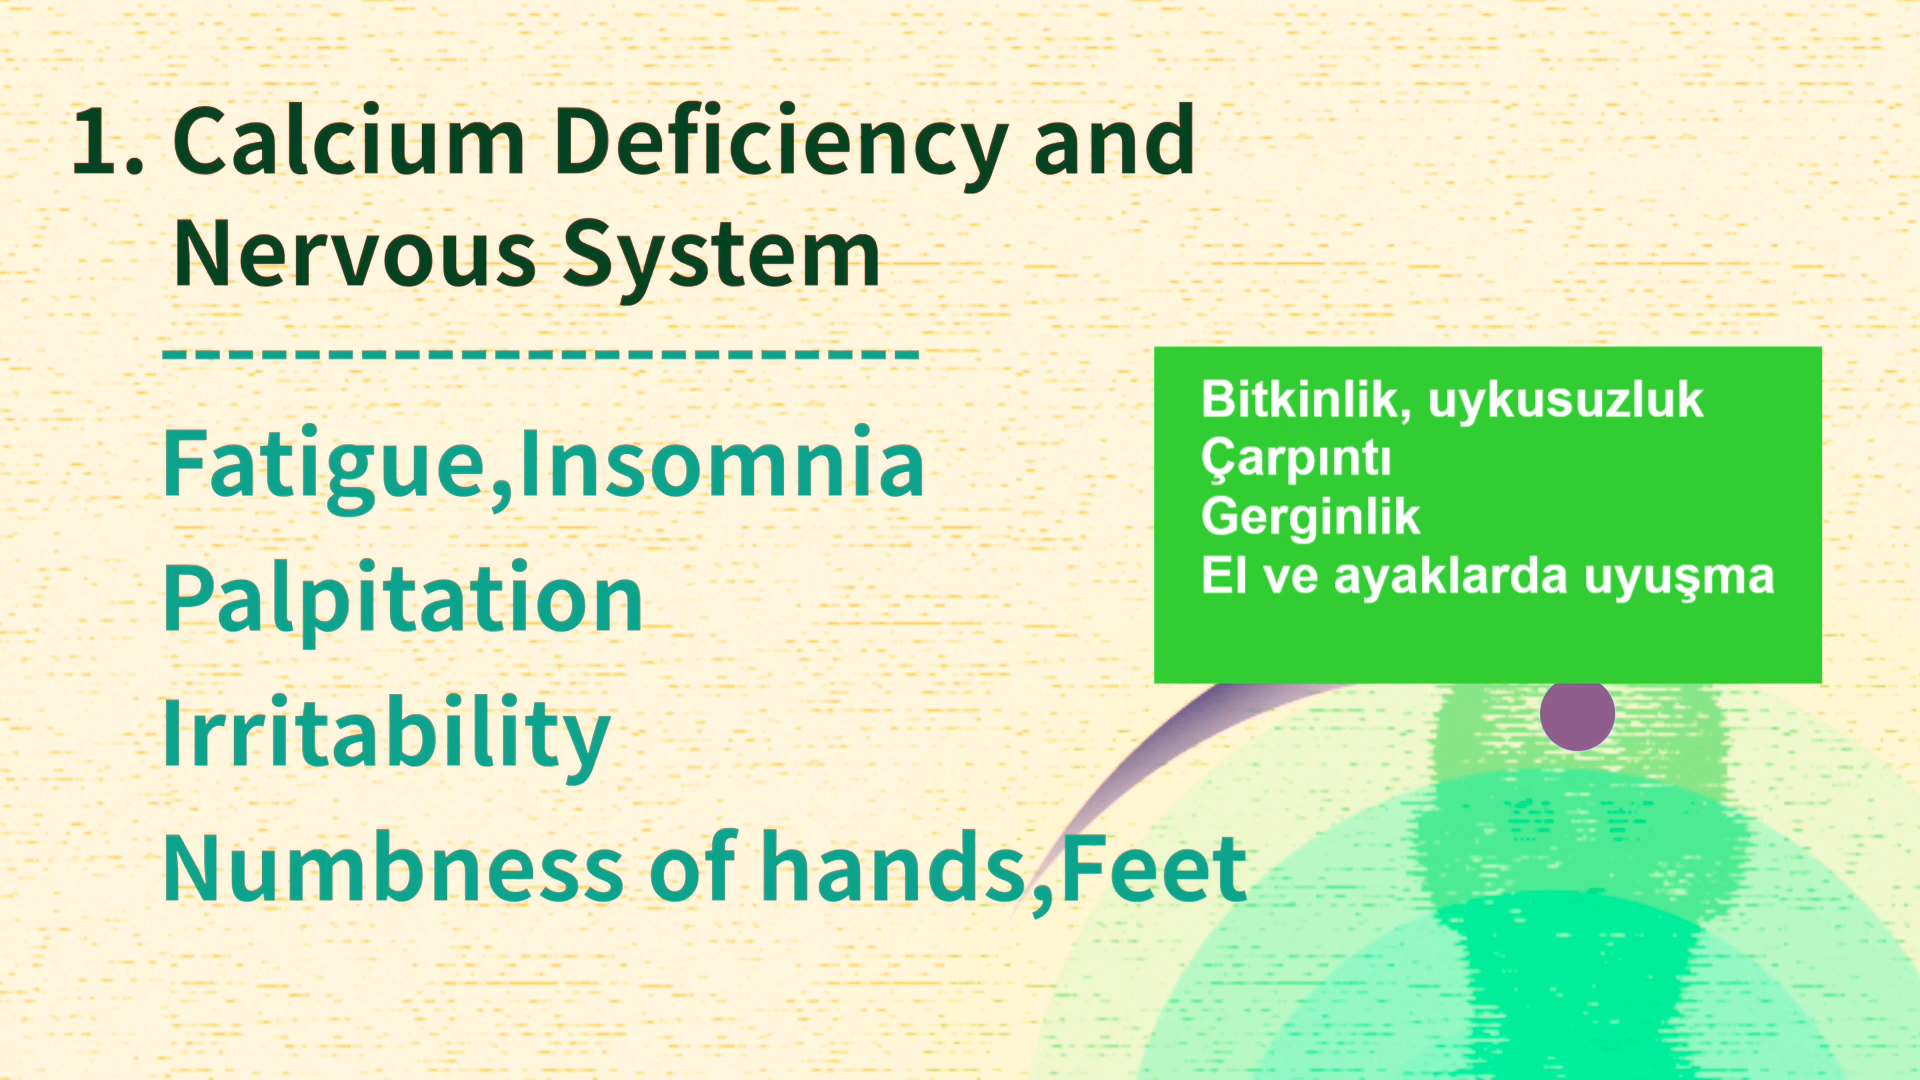 1. Calcium Deficiency and
Nervous System
-----------------------
Fatigue,Insomnia
Palpitation
Irritability
Numbness of hands,Feet
Bitkinlik, uykusuzluk
Çarpıntı
Gerginlik
El ve ayaklarda uyuşma